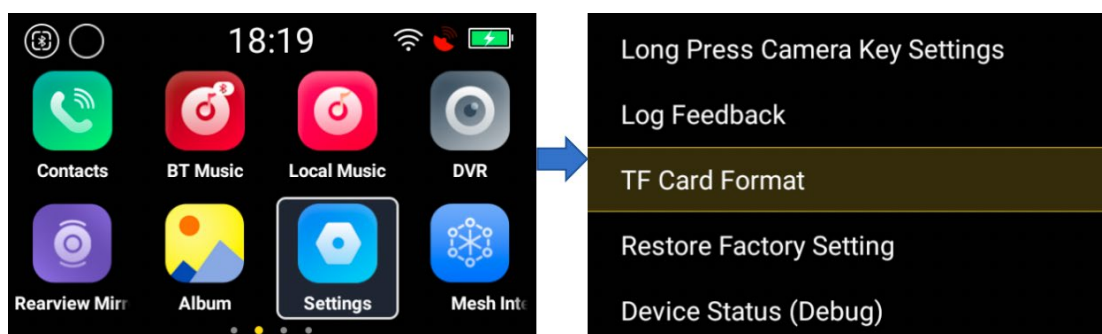 18:19
Contacts
BT Music
Local Music
DVR
Rearview Mirr
Album
Settings
Mesh Inte
Long Press Camera Key Settings
Log Feedback
TF Card Format
Restore Factory Setting
Device Status (Debug)